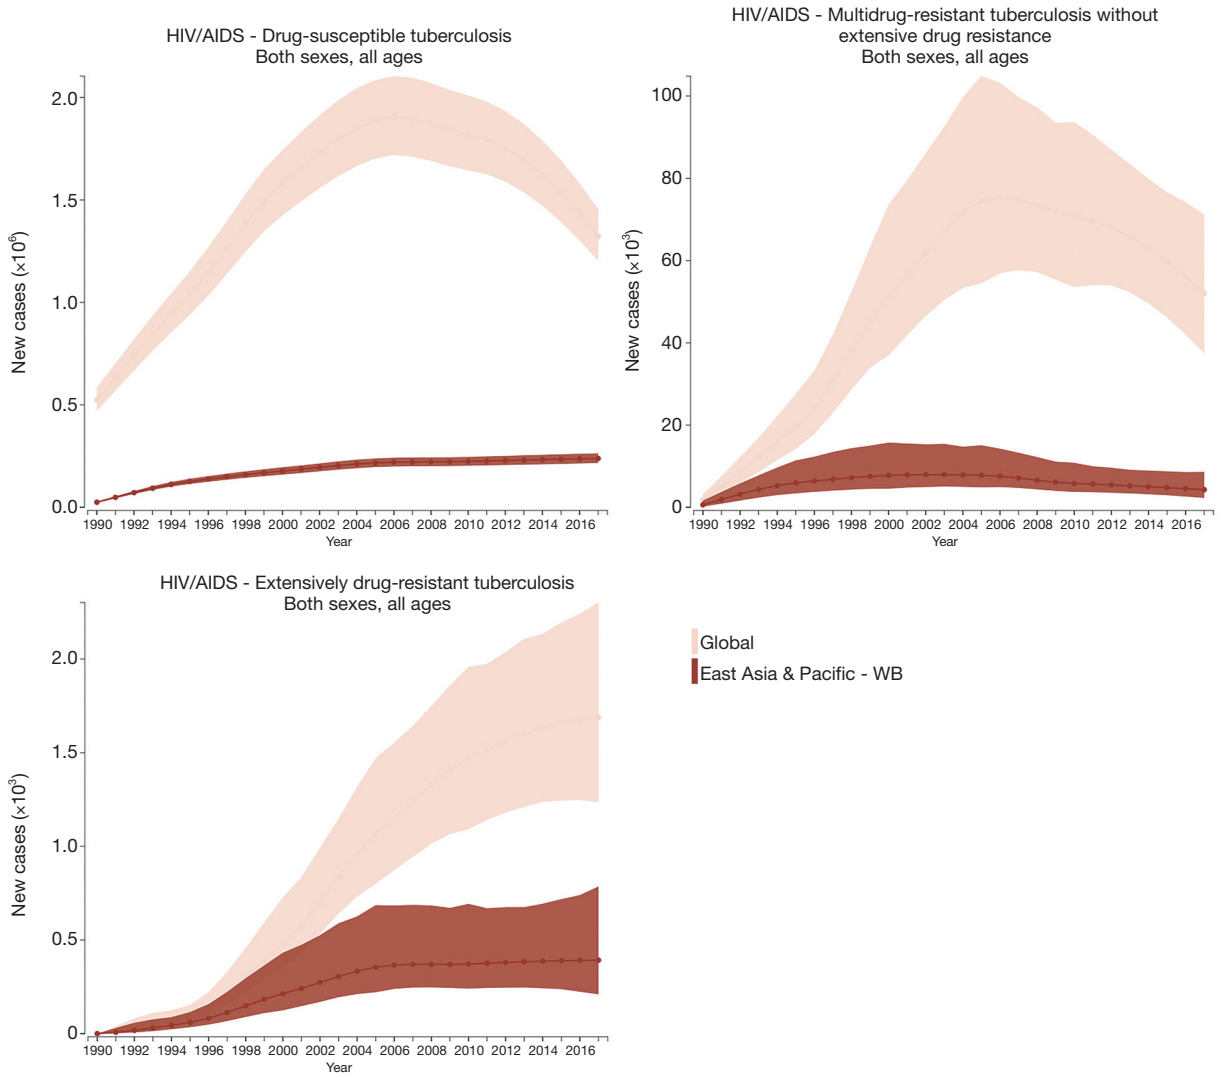 HIV/AIDS - Drug-susceptible tuberculosis
Both sexes, all ages
New cases (×10⁶)
2.0
1.5
1.0
0.5
0.0
1990 1992 1994 1996 1998 2000 2002 2004 2006 2008 2010 2012 2014 2016
Year
HIV/AIDS - Multidrug-resistant tuberculosis without
extensive drug resistance
Both sexes, all ages
New cases (×10³)
100
80
60
40
20
0
1990 1992 1994 1996 1998 2000 2002 2004 2006 2008 2010 2012 2014 2016
Year
HIV/AIDS - Extensively drug-resistant tuberculosis
Both sexes, all ages
New cases (×10³)
2.0
1.5
1.0
0.5
0
1990 1992 1994 1996 1998 2000 2002 2004 2006 2008 2010 2012 2014 2016
Year
Global
East Asia & Pacific - WB